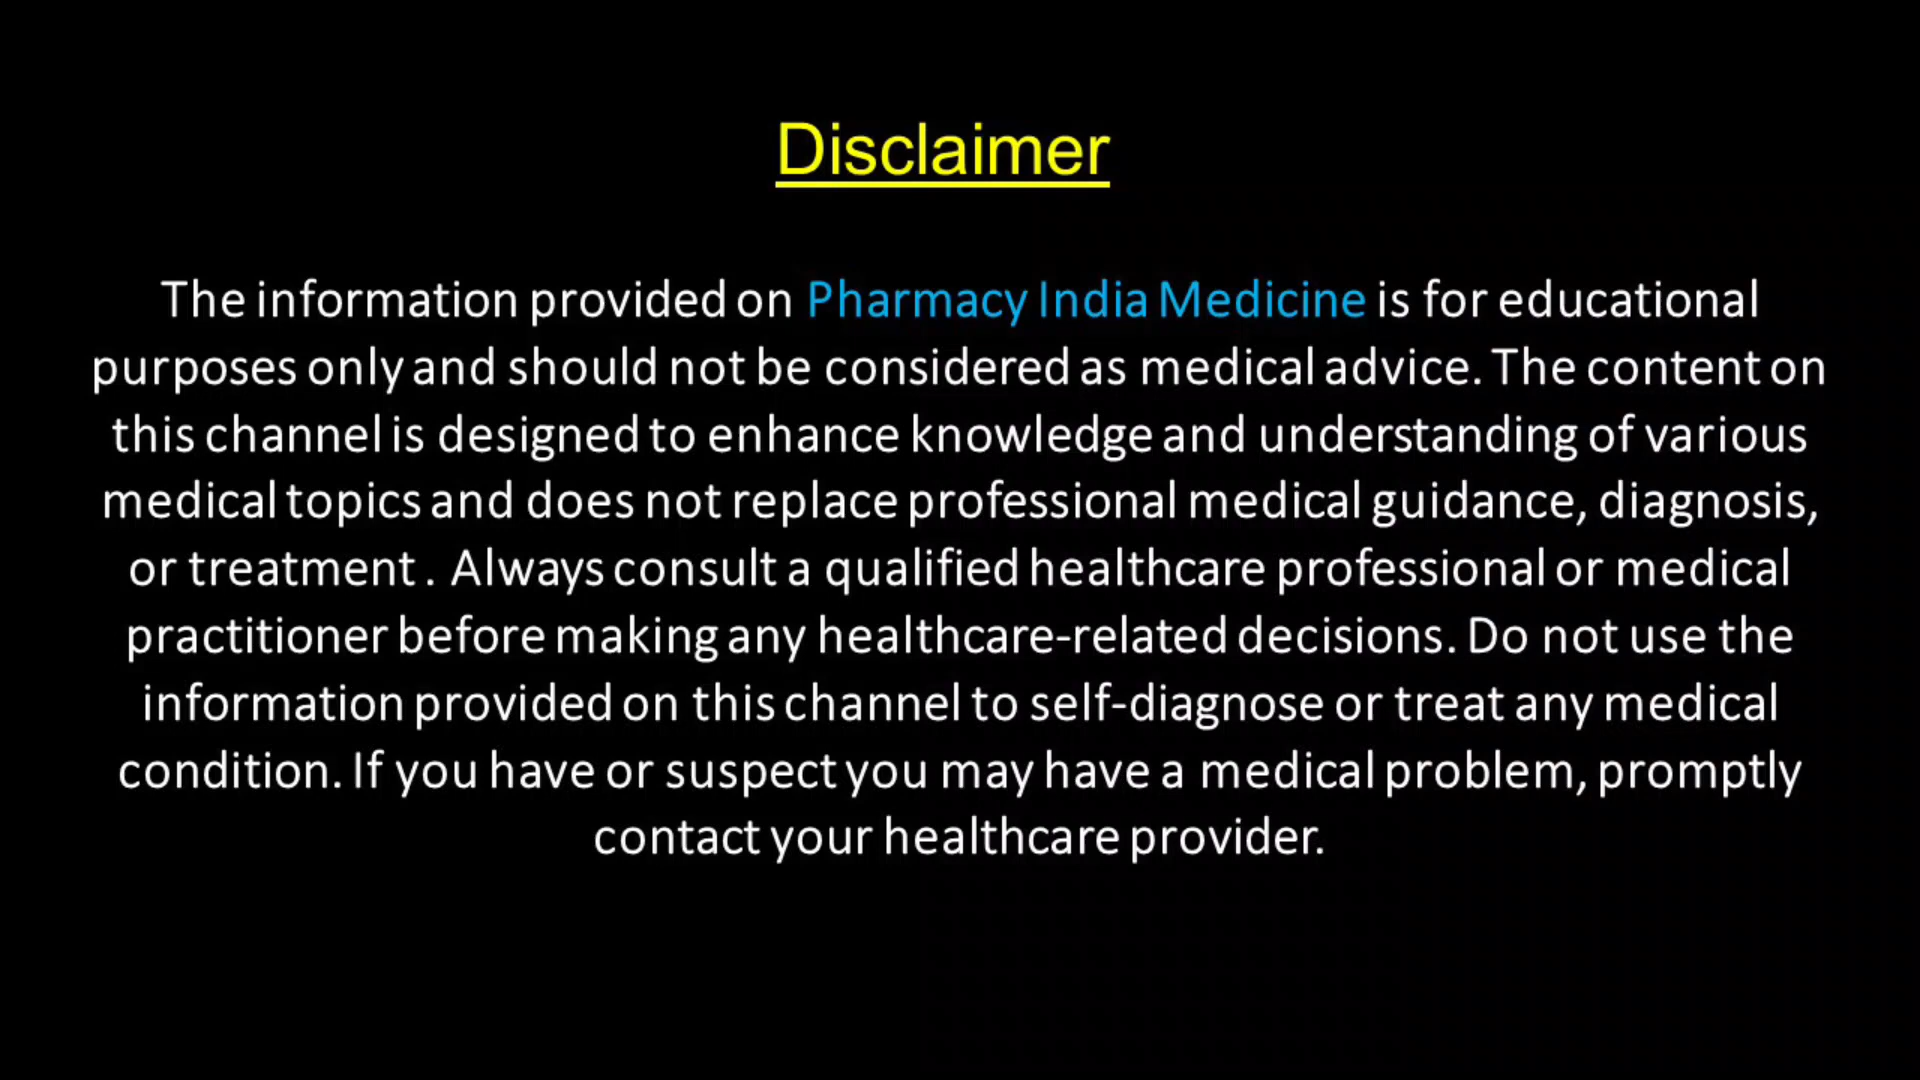 Disclaimer
The information provided on Pharmacy India Medicine is for educational
purposes only and should not be considered as medical advice. The content on
this channel is designed to enhance knowledge and understanding of various
medical topics and does not replace professional medical guidance, diagnosis,
or treatment . Always consult a qualified healthcare professional or medical
practitioner before making any healthcare-related decisions. Do not use the
information provided on this channel to self-diagnose or treat any medical
condition. If you have or suspect you may have a medical problem, promptly
contact your healthcare provider.